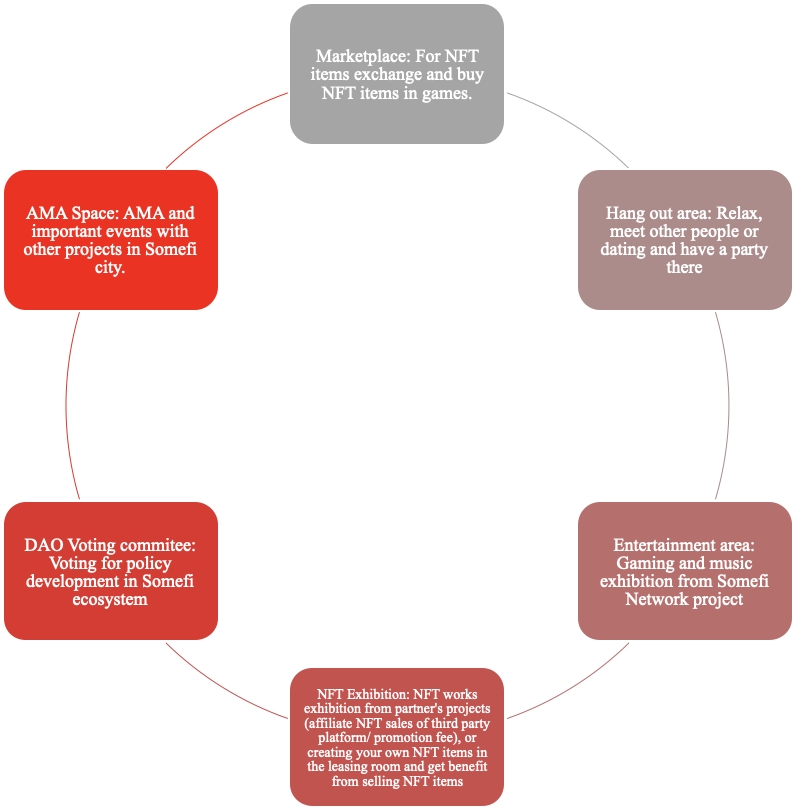 Marketplace: For NFT
items exchange and buy
NFT items in games.
Hang out area: Relax,
meet other people or
dating and have a party
there
Entertainment area:
Gaming and music
exhibition from Somefi
Network project
NFT Exhibition: NFT works
exhibition from partner's projects
(affiliate NFT sales of third party
platform/ promotion fee), or
creating your own NFT items in
the leasing room and get benefit
from selling NFT items
DAO Voting commitee:
Voting for policy
development in Somefi
ecosystem
AMA Space: AMA and
important events with
other projects in Somefi
city.